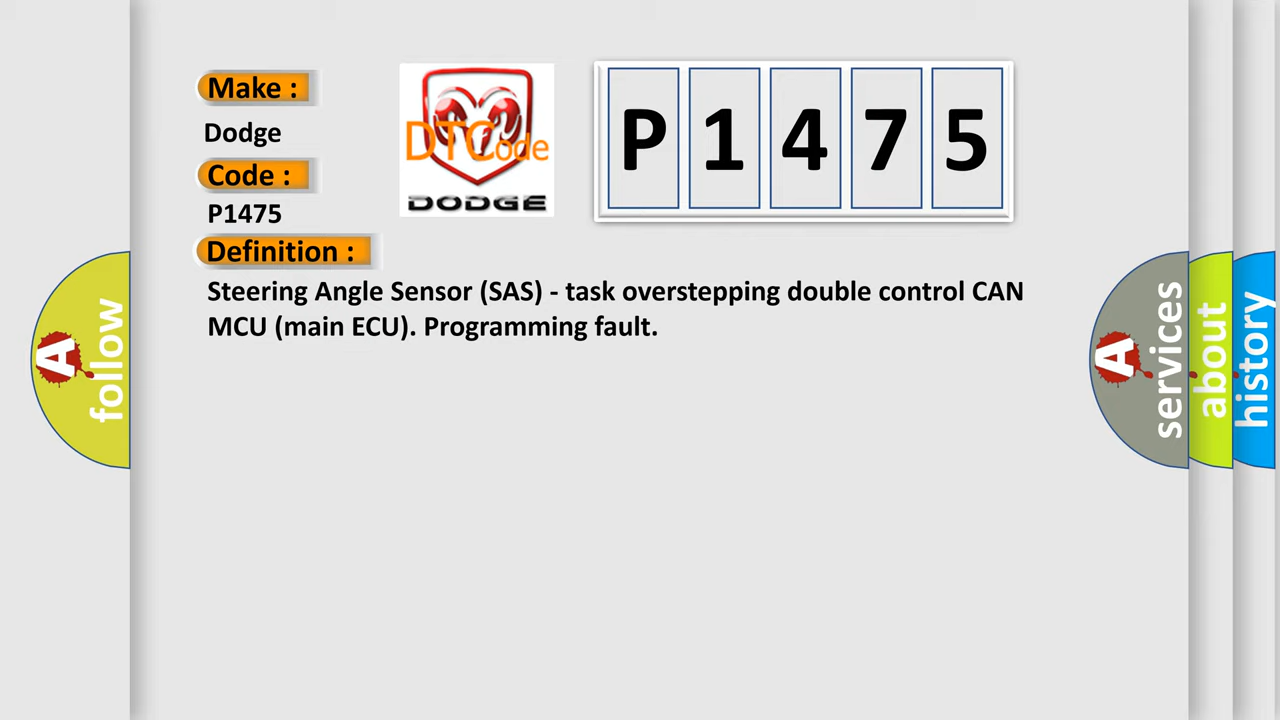 Make :
Dodge
Code :
P1475
Definition :
Steering Angle Sensor (SAS) - task overstepping double control CAN
MCU (main ECU). Programming fault.
DTCode
DODGE
P 1 4 7 5
A follow
A services
about
history